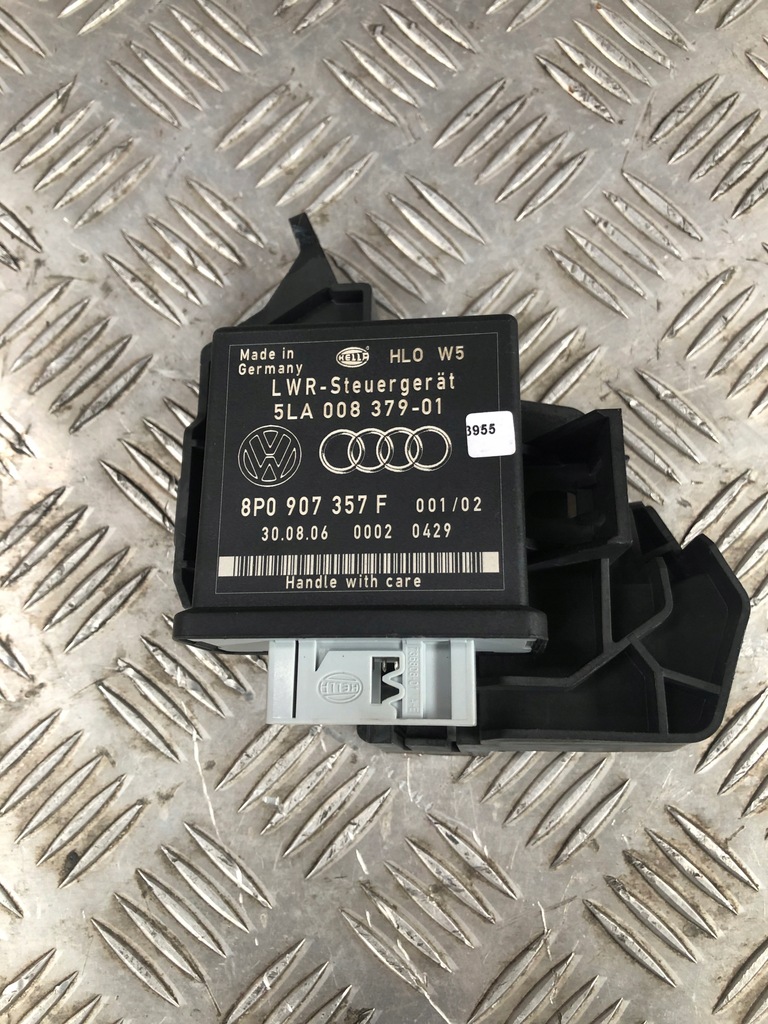 Made in
Germany
HELLA
HLO W5
LWR-Steuergerät
5LA 008 379-01
3955
8P0 907 357 F 001/02
30.08.06 0002 0429
Handle with care
HELLA